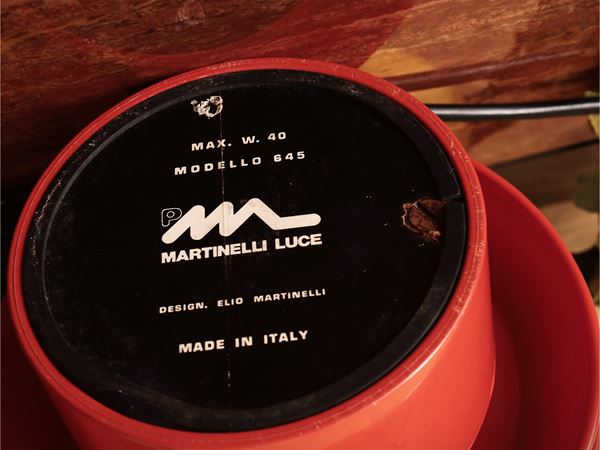 MAX. W. 40
MODELLO 645
P
MARTINELLI LUCE
DESIGN. ELIO MARTINELLI
MADE IN ITALY